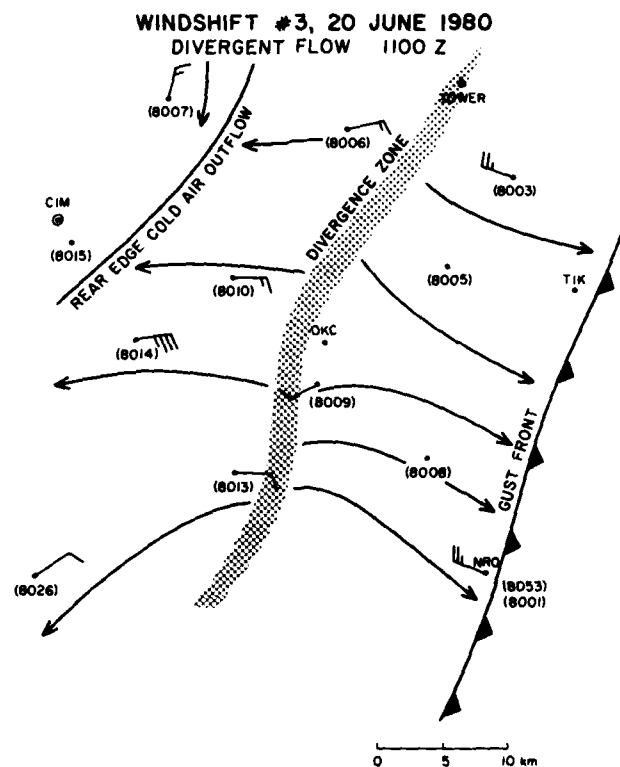 WINDSHIFT #3, 20 JUNE 1980
DIVERGENT FLOW 1100 Z
TOWER
(8007)
(8006)
DIVERGENCE ZONE
REAR EDGE COLD AIR OUTFLOW
(8003)
CIM
(8015)
(8010)
(8005)
TIK
OKC
(8014)
(8009)
GUST FRONT
(8008)
(8013)
NRO
(8026)
(8053)
(8001)
0 5 10 km